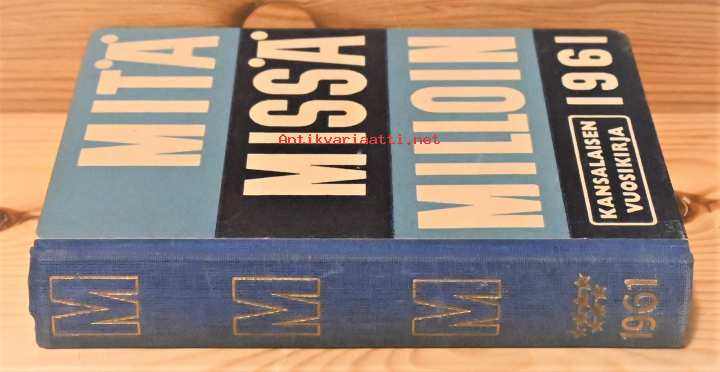 MITÄ
MISSÄ
MILLOIN
1961
KANSALAISEN
VUOSIKIRJA
Antikvariaatti.net
M
M
M
1961